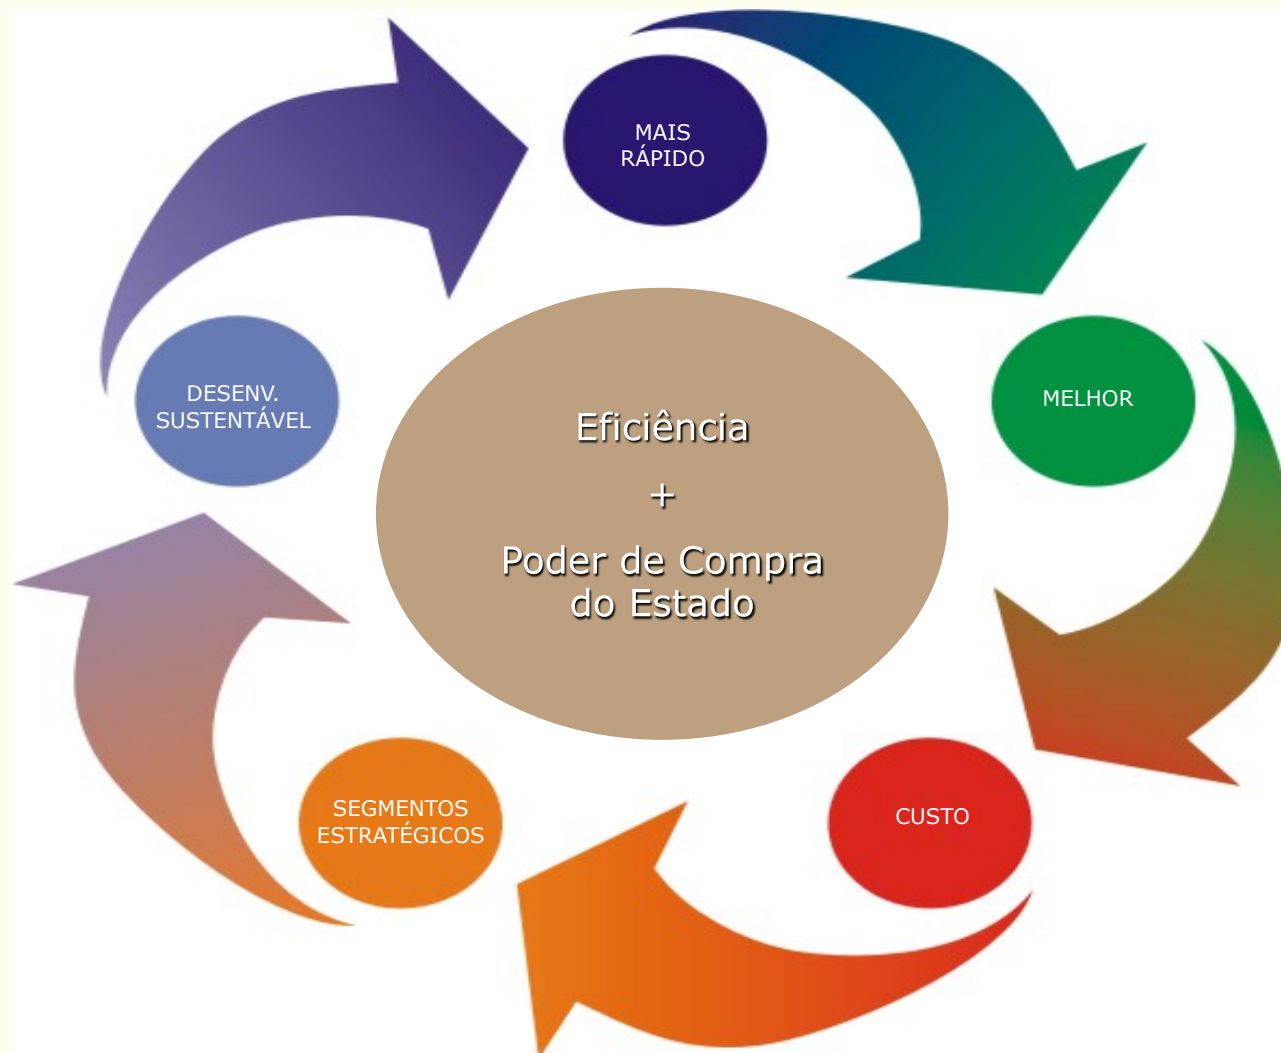 MAIS
RÁPIDO
MELHOR
CUSTO
SEGMENTOS
ESTRATÉGICOS
DESENV.
SUSTENTÁVEL
Eficiência
+
Poder de Compra
do Estado